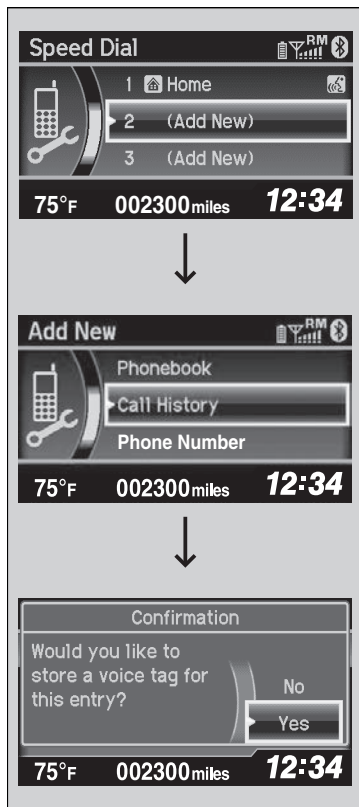 Speed Dial RM
1 Home
2 (Add New)
3 (Add New)
75°F 002300 miles 12:34
Add New RM
Phonebook
Call History
Phone Number
75°F 002300 miles 12:34
Confirmation
Would you like to
store a voice tag for
this entry?
No
Yes
75°F 002300 miles 12:34